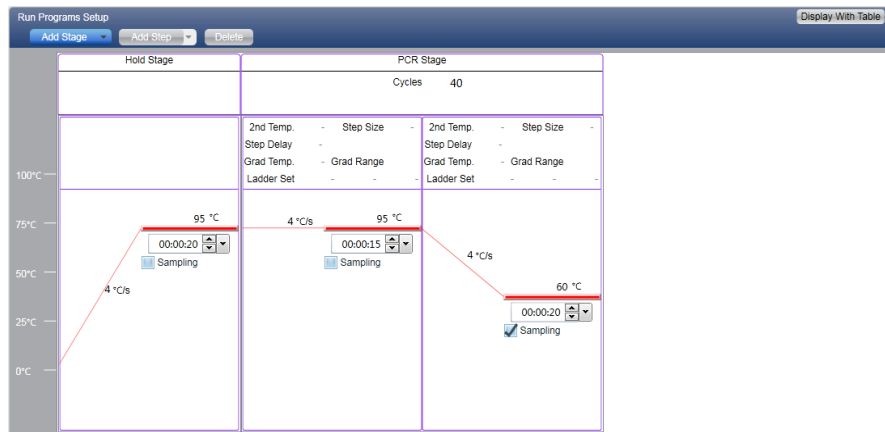 Run Programs Setup
Display With Table
Add Stage
Add Step
Delete
Hold Stage
PCR Stage
Cycles 40
2nd Temp. - Step Size -
Step Delay -
Grad Temp. - Grad Range
Ladder Set - - -
2nd Temp. - Step Size -
Step Delay -
Grad Temp. - Grad Range
Ladder Set - - -
100°C
75°C
50°C
25°C
0°C
4 °C/s
95 °C
00:00:20
Sampling
4 °C/s
95 °C
00:00:15
Sampling
4 °C/s
60 °C
00:00:20
Sampling